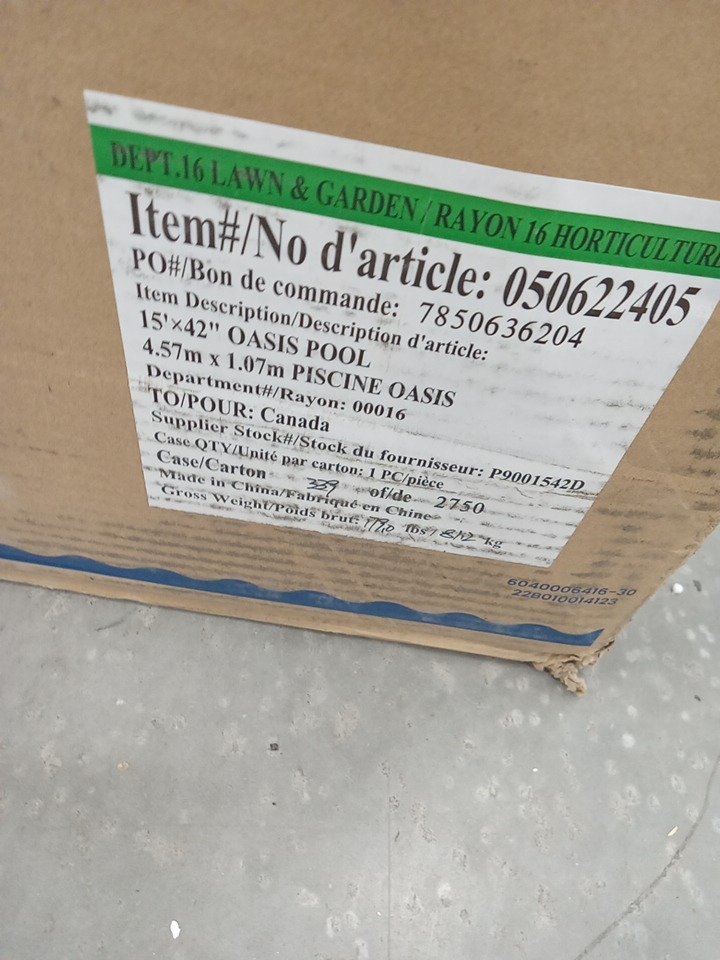 DEPT.16 LAWN & GARDEN / RAYON 16 HORTICULTURE
Item#/No d'article: 050622405
PO#/Bon de commande: 7850636204
Item Description/Description d'article:
15'×42" OASIS POOL
4.57m x 1.07m PISCINE OASIS
Department#/Rayon: 00016
TO/POUR: Canada
Supplier Stock#/Stock du fournisseur: P9001542D
Case QTY/Unité par carton: 1 PC/pièce
Case/Carton 339 of/de 2750
Made in China/Fabriqué en Chine
Gross Weight/Poids brut: lbs / kg
6040006416-30
22B010014123